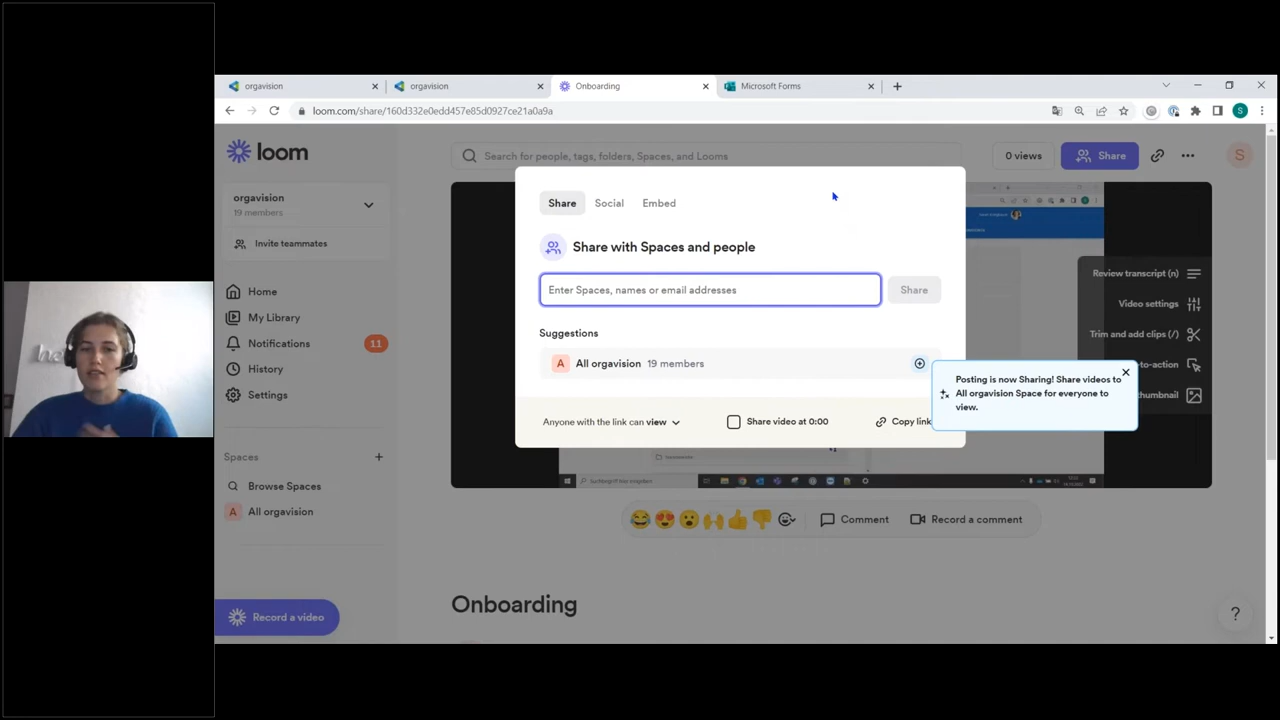 orgavision
orgavision
Onboarding
Microsoft Forms
loom.com/share/160d332e0edd457e85d0927ce21a0a9a
S
loom
Search for people, tags, folders, Spaces, and Looms
0 views
Share
S
orgavision
19 members
Invite teammates
Home
My Library
Notifications
11
History
Settings
Spaces
Browse Spaces
A
All orgavision
Record a video
Share
Social
Embed
Share with Spaces and people
Enter Spaces, names or email addresses
Share
Suggestions
A
All orgavision
19 members
Anyone with the link can view
Share video at 0:00
Copy link
Review transcript (n)
Video settings
Trim and add clips (/)
to-action
thumbnail
Posting is now Sharing! Share videos to
All orgavision Space for everyone to
view.
Comment
Record a comment
Onboarding
?